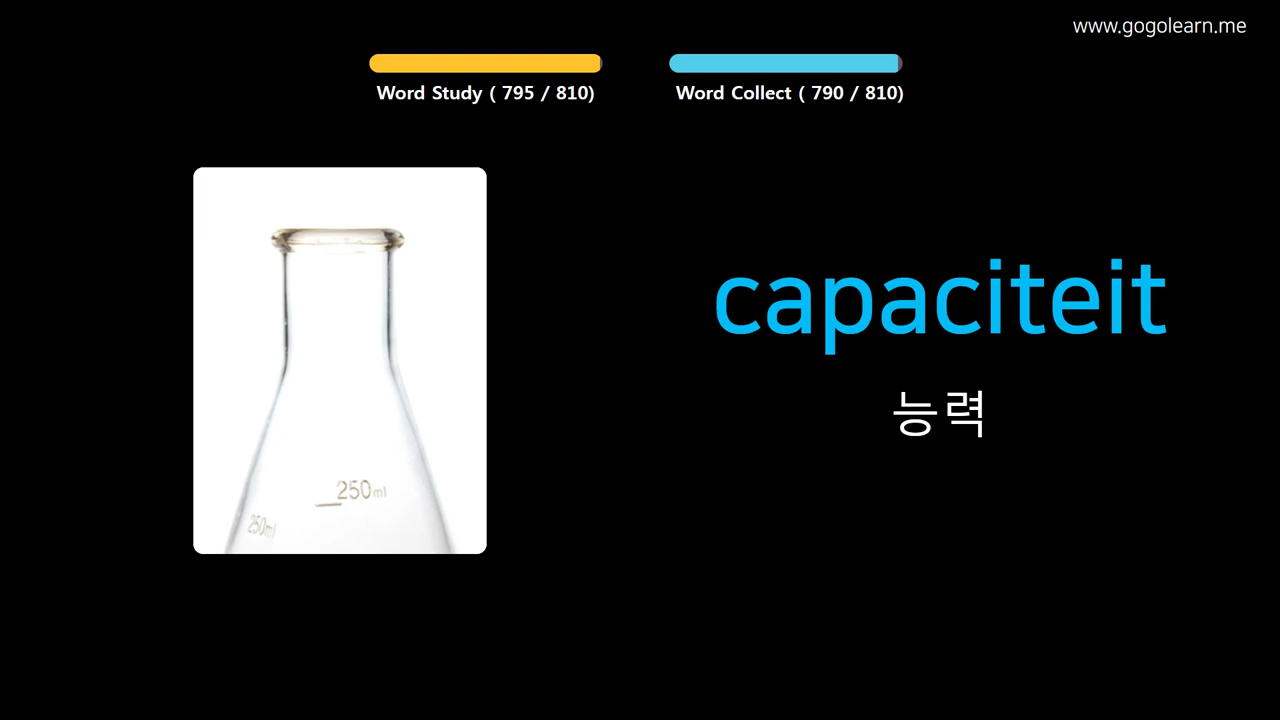 www.gogolearn.me
Word Study ( 795 / 810)
Word Collect ( 790 / 810)
capaciteit
능력
250ml
250ml